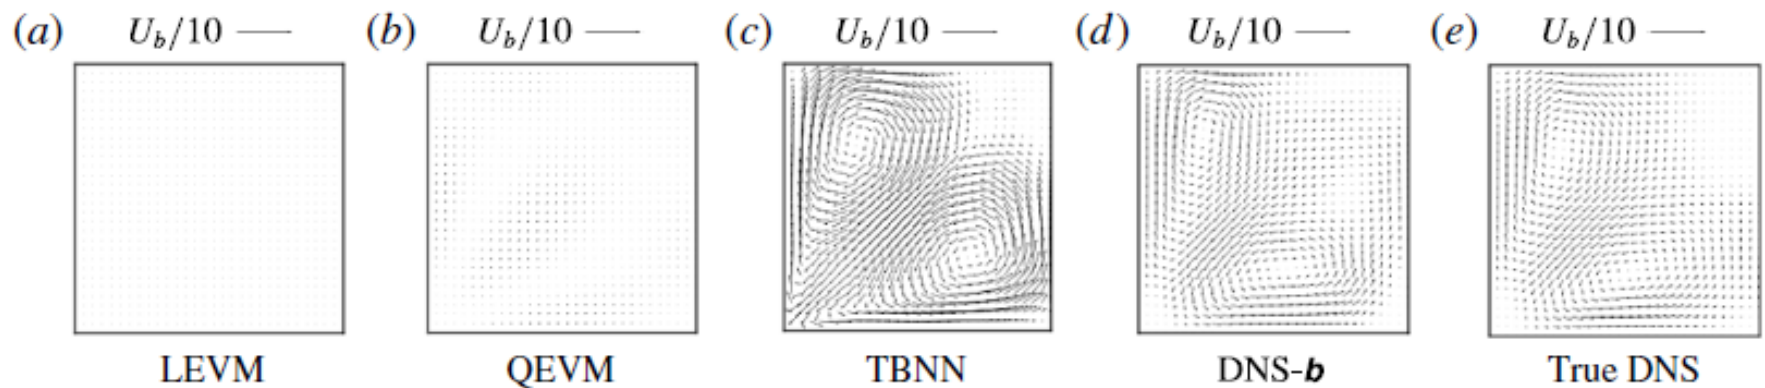 (a) U_b/10 — (b) U_b/10 — (c) U_b/10 — (d) U_b/10 — (e) U_b/10 —
LEVM QEVM TBNN DNS-b True DNS